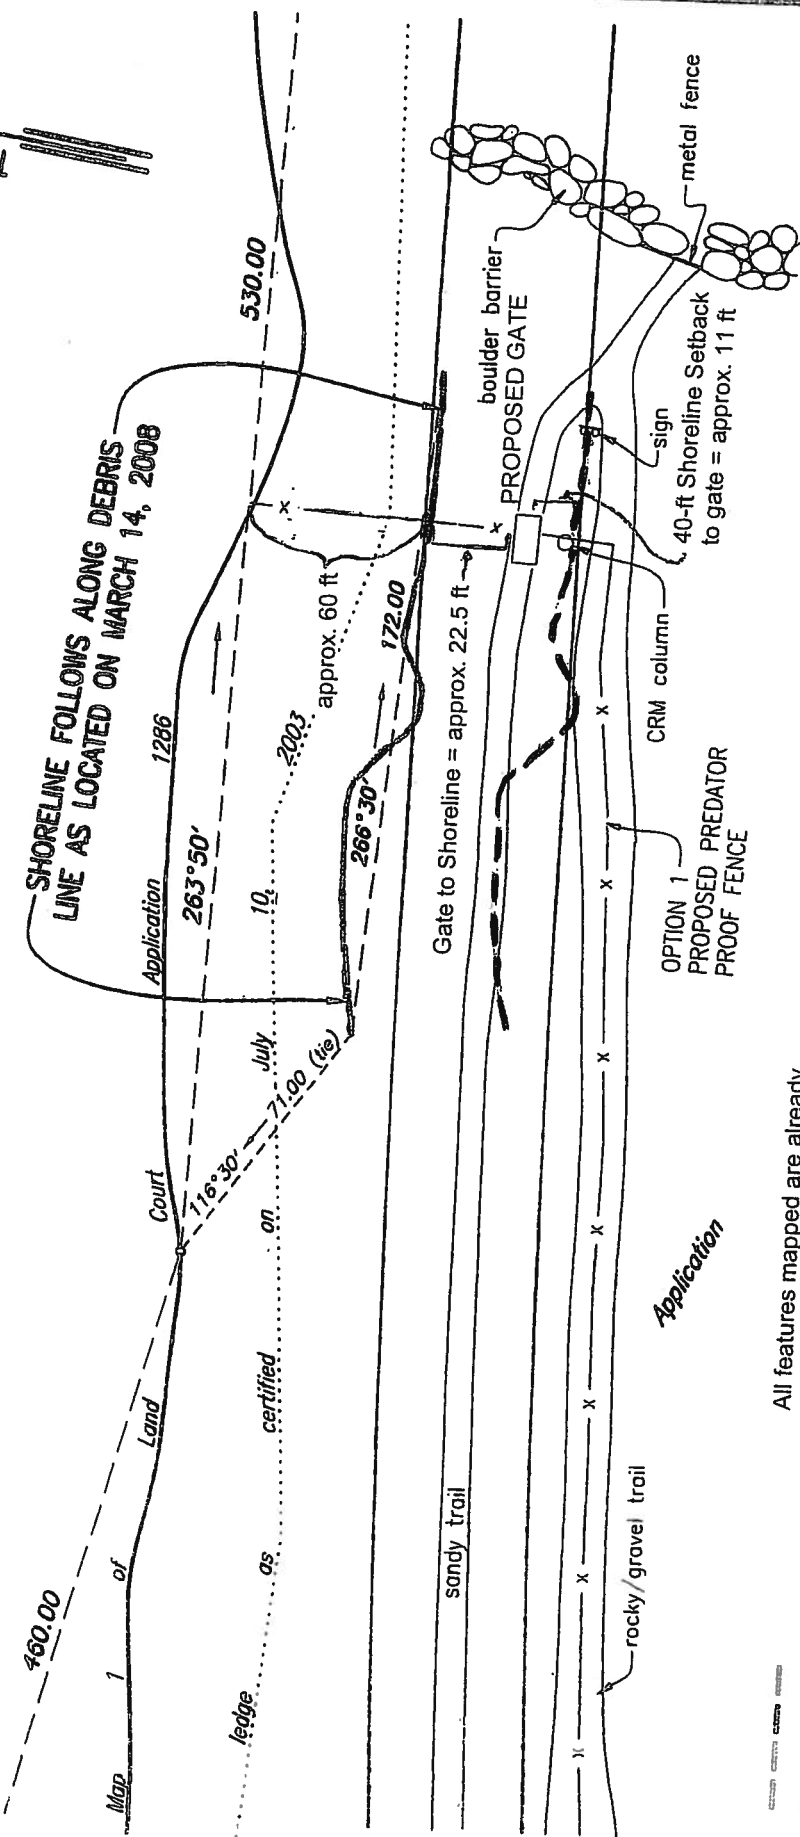 SHORELINE FOLLOWS ALONG DEBRIS
LINE AS LOCATED ON MARCH 14, 2008
530.00
460.00
Map 1 of Land Court Application 1286
263°50'
116°30'
71.00 (tie)
ledge as certified on July 10, 2003
approx. 60 ft
266°30'
172.00
Gate to Shoreline = approx. 22.5 ft
boulder barrier
PROPOSED GATE
metal fence
sign
40-ft Shoreline Setback
to gate = approx. 11 ft
CRM column
OPTION 1
PROPOSED PREDATOR
PROOF FENCE
sandy trail
rocky/gravel trail
Application
All features mapped are already
x
x
x
x
x
x
x
x
x
x